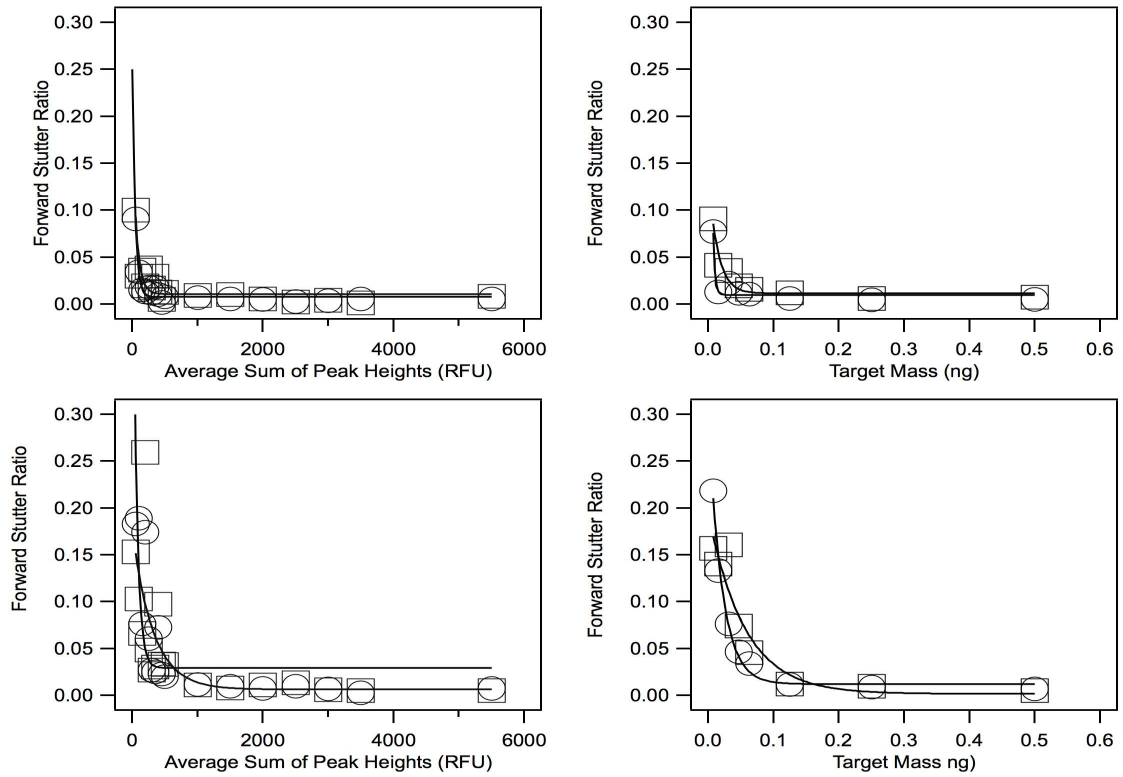 0.30
0.25
0.20
0.15
0.10
0.05
0.00
Forward Stutter Ratio
0 2000 4000 6000
Average Sum of Peak Heights (RFU)
0.30
0.25
0.20
0.15
0.10
0.05
0.00
Forward Stutter Ratio
0.0 0.1 0.2 0.3 0.4 0.5 0.6
Target Mass (ng)
0.30
0.25
0.20
0.15
0.10
0.05
0.00
Forward Stutter Ratio
0 2000 4000 6000
Average Sum of Peak Heights (RFU)
0.30
0.25
0.20
0.15
0.10
0.05
0.00
Forward Stutter Ratio
0.0 0.1 0.2 0.3 0.4 0.5 0.6
Target Mass ng)